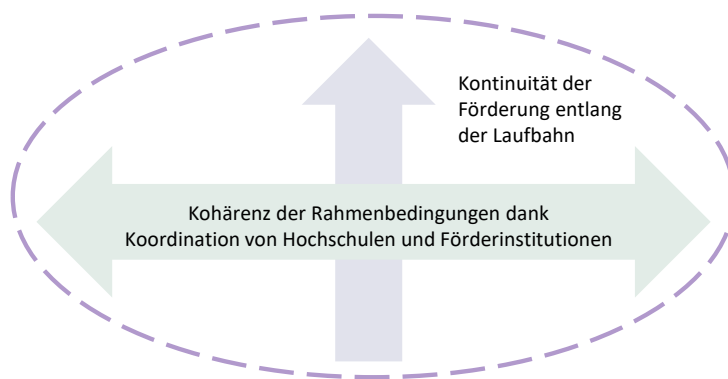 Kontinuität der
Förderung entlang
der Laufbahn
Kohärenz der Rahmenbedingungen dank
Koordination von Hochschulen und Förderinstitutionen